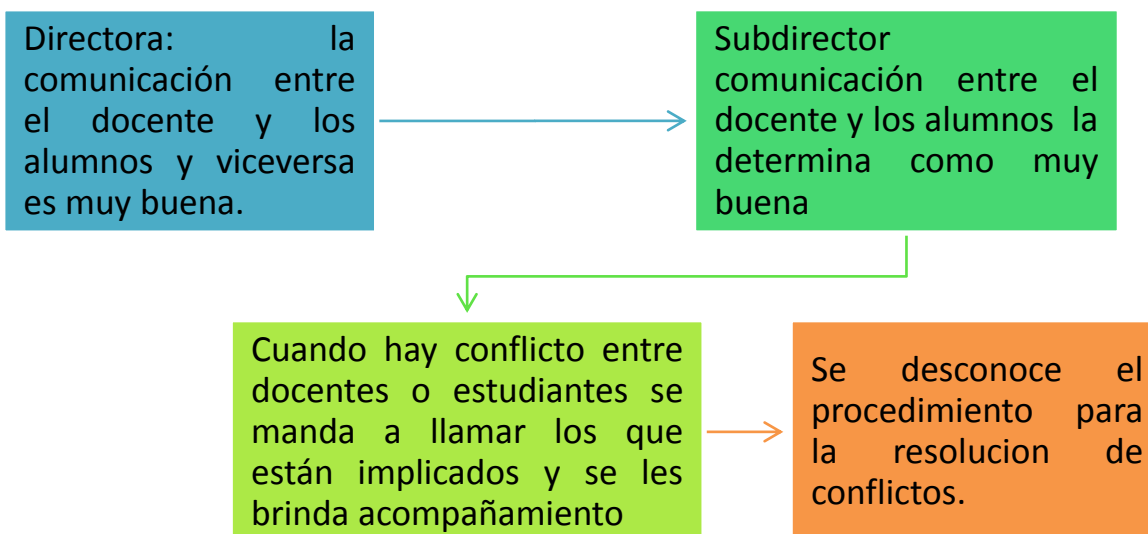 Directora: la
comunicación entre
el docente y los
alumnos y viceversa
es muy buena.
Subdirector
comunicación entre el
docente y los alumnos la
determina como muy
buena
Cuando hay conflicto entre
docentes o estudiantes se
manda a llamar los que
están implicados y se les
brinda acompañamiento
Se desconoce el
procedimiento para
la resolucion de
conflictos.